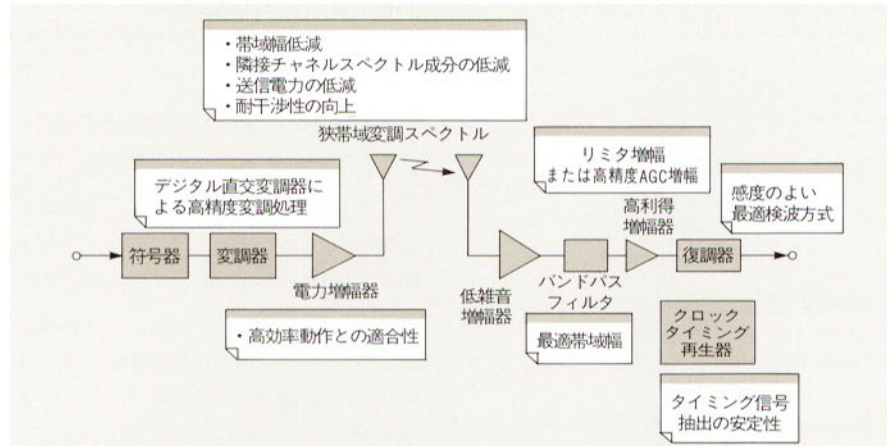 ・帯域幅低減
・隣接チャネルスペクトル成分の低減
・送信電力の低減
・耐干渉性の向上
狭帯域変調スペクトル
デジタル直交変調器に
よる高精度変調処理
リミタ増幅
または高精度AGC増幅
感度のよい
最適検波方式
符号器
変調器
電力増幅器
低雑音
増幅器
バンドパス
フィルタ
高利得
増幅器
復調器
・高効率動作との適合性
最適帯域幅
クロック
タイミング
再生器
タイミング信号
抽出の安定性